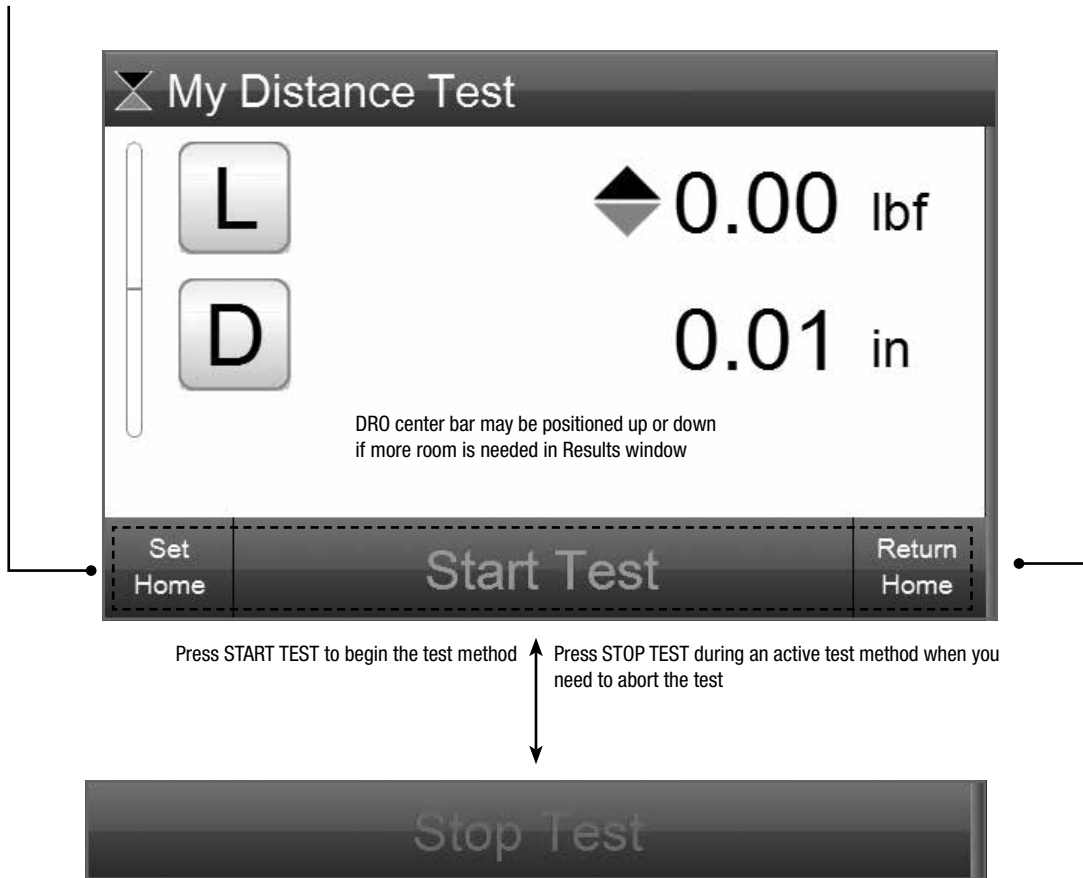 My Distance Test
L
0.00 lbf
D
0.01 in
DRO center bar may be positioned up or down
if more room is needed in Results window
Set
Home
Start Test
Return
Home
Press START TEST to begin the test method
Press STOP TEST during an active test method when you
need to abort the test
Stop Test